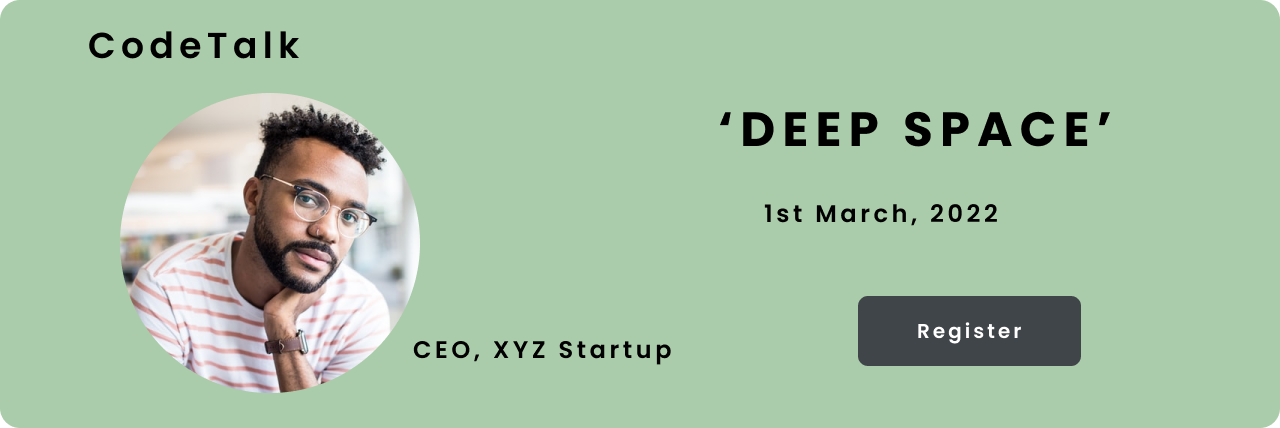 CodeTalk
‘DEEP SPACE’
1st March, 2022
CEO, XYZ Startup
Register